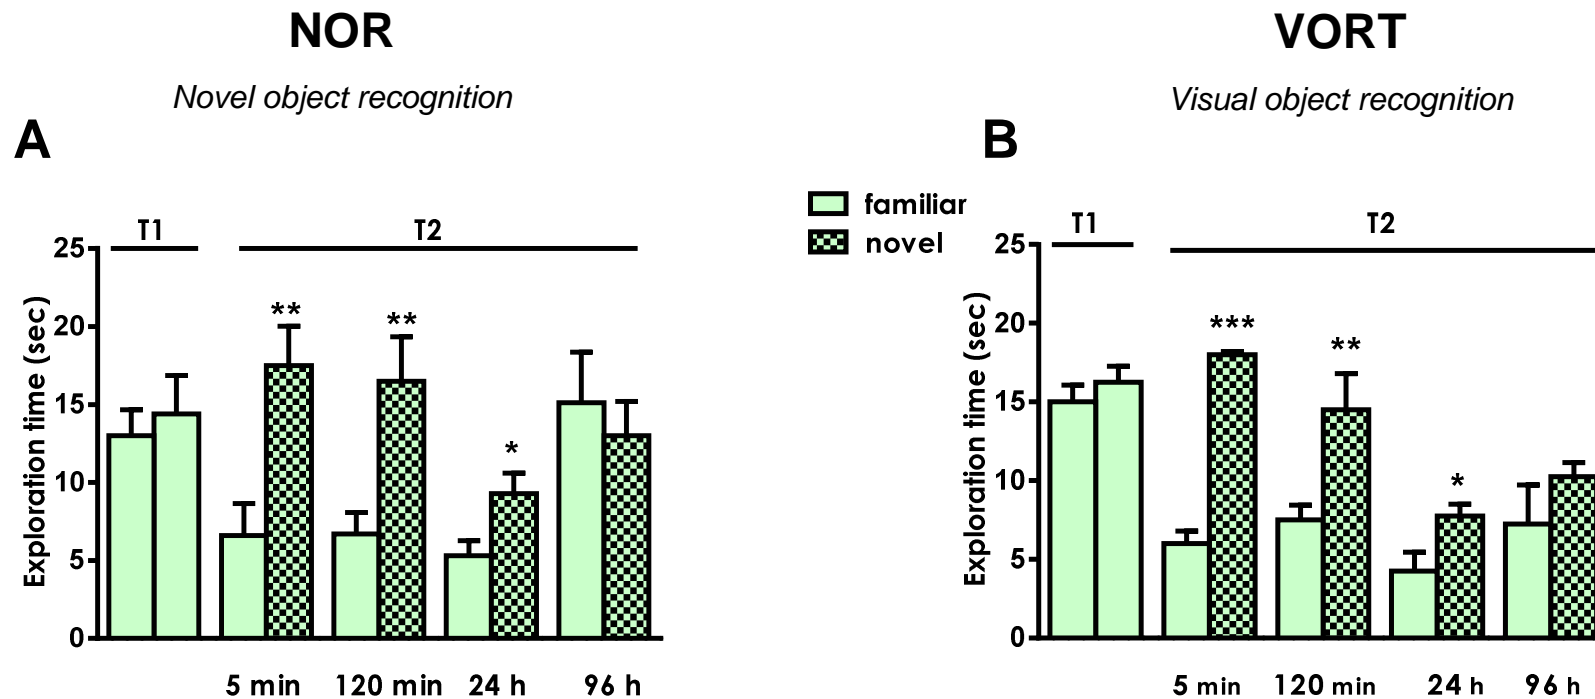 NOR
Novel object recognition
A
T1
T2
25
20
15
10
5
0
Exploration time (sec)
**
**
*
5 min
120 min
24 h
96 h
familiar
novel
VORT
Visual object recognition
B
T1
T2
25
20
15
10
5
0
Exploration time (sec)
***
**
*
5 min
120 min
24 h
96 h